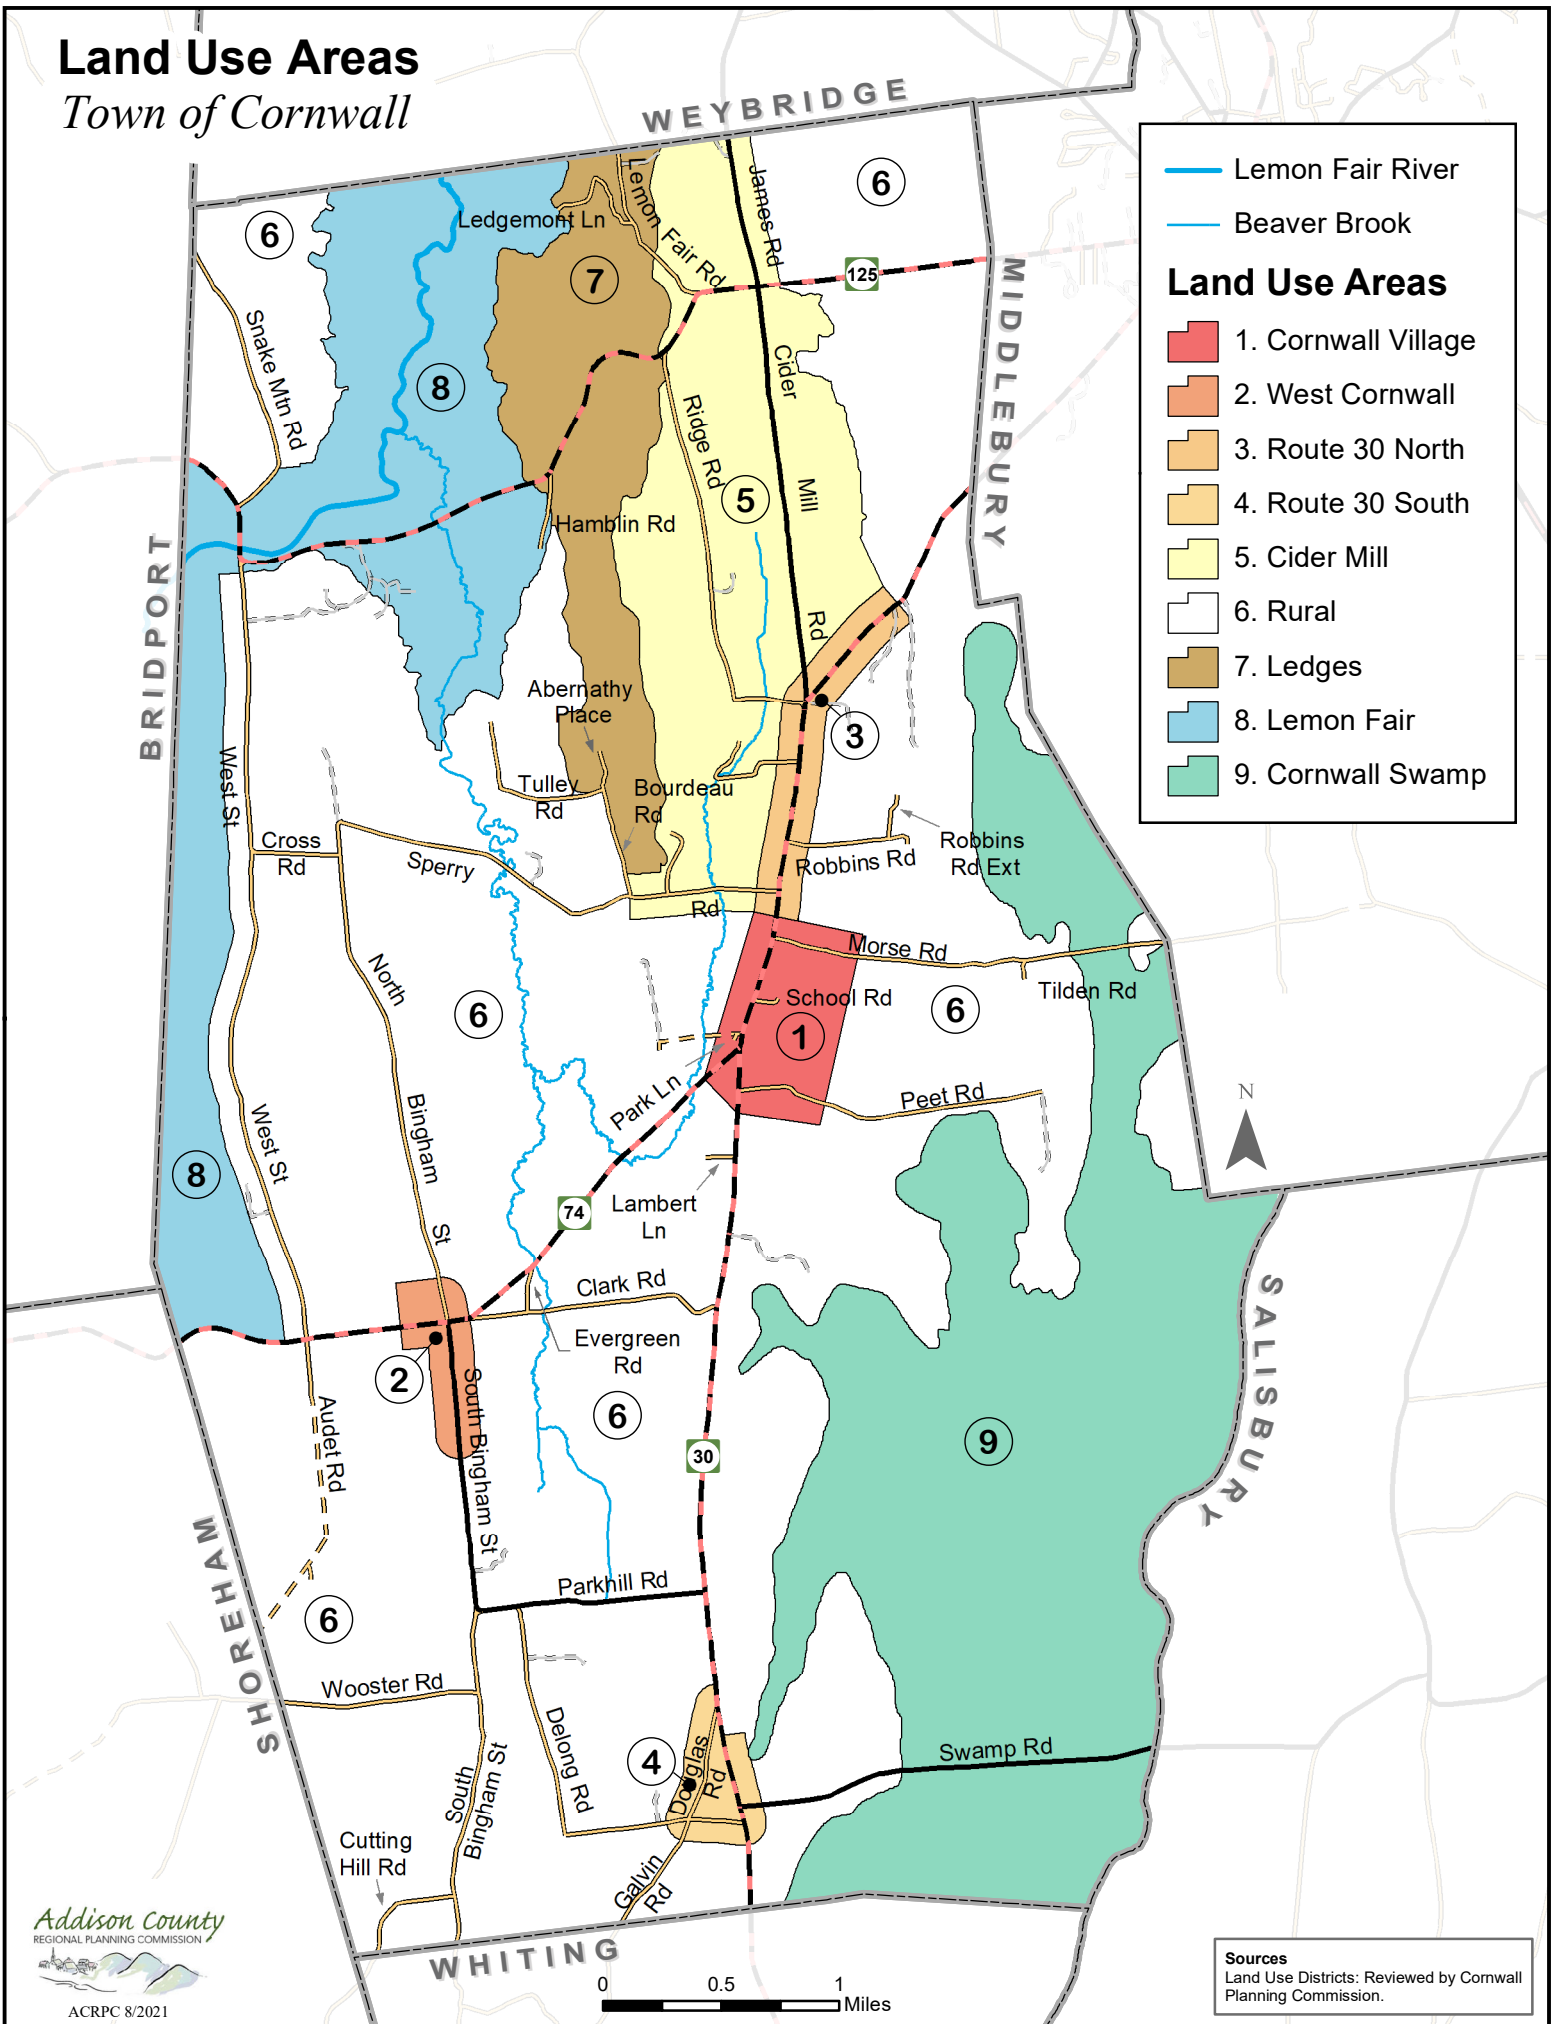 Land Use Areas
Town of Cornwall
WEYBRIDGE
Lemon Fair River
Beaver Brook
Land Use Areas
1. Cornwall Village
2. West Cornwall
3. Route 30 North
4. Route 30 South
5. Cider Mill
6. Rural
7. Ledges
8. Lemon Fair
9. Cornwall Swamp
6
6
Ledgemont Ln
Lemon Fair Rd
James Rd
7
125
MIDDLEBURY
Snake Mtn Rd
8
Cider
Mill
Rd
Ridge Rd
5
Hamblin Rd
BRIDPORT
Abernathy
Place
3
West St
Tulley
Rd
Bourdeau
Rd
Cross
Rd
Sperry
Rd
Robbins Rd
Robbins
Rd Ext
North
Bingham
St
Morse Rd
Tilden Rd
School Rd
6
6
1
Park Ln
Peet Rd
N
West St
8
74
Lambert
Ln
Clark Rd
Evergreen
Rd
SALISBURY
2
South Bingham St
Audet Rd
6
30
9
SHOREHAM
Parkhill Rd
6
Wooster Rd
Delong Rd
4
Douglas
Rd
Swamp Rd
South
Bingham St
Cutting
Hill Rd
Galvin
Rd
WHITING
Addison County
REGIONAL PLANNING COMMISSION
ACRPC 8/2021
0 0.5 1
Miles
Sources
Land Use Districts: Reviewed by Cornwall
Planning Commission.